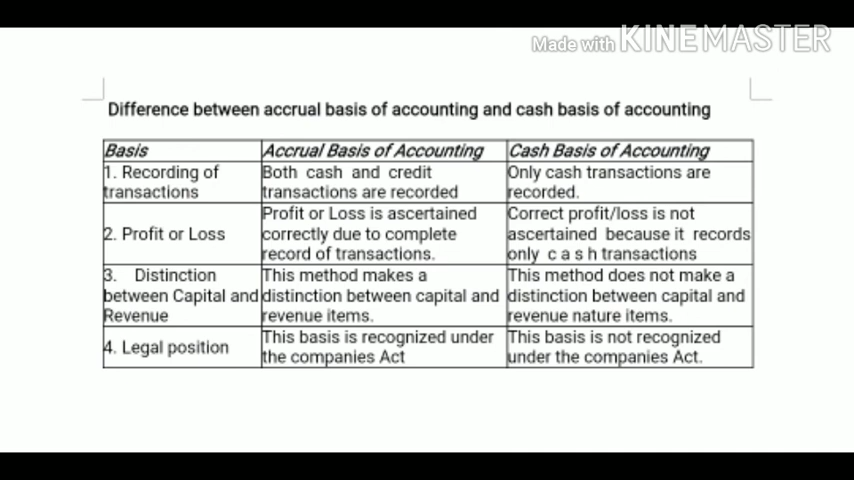 Made with KINEMASTER
Difference between accrual basis of accounting and cash basis of accounting
Basis Accrual Basis of Accounting Cash Basis of Accounting
1. Recording of transactions
Both cash and credit
transactions are recorded
Only cash transactions are
recorded.
2. Profit or Loss
Profit or Loss is ascertained
correctly due to complete
record of transactions.
Correct profit/loss is not
ascertained because it records
only c a s h transactions
3. Distinction
between Capital and
Revenue
This method makes a
distinction between capital and
revenue items.
This method does not make a
distinction between capital and
revenue nature items.
4. Legal position
This basis is recognized under
the companies Act
This basis is not recognized
under the companies Act.